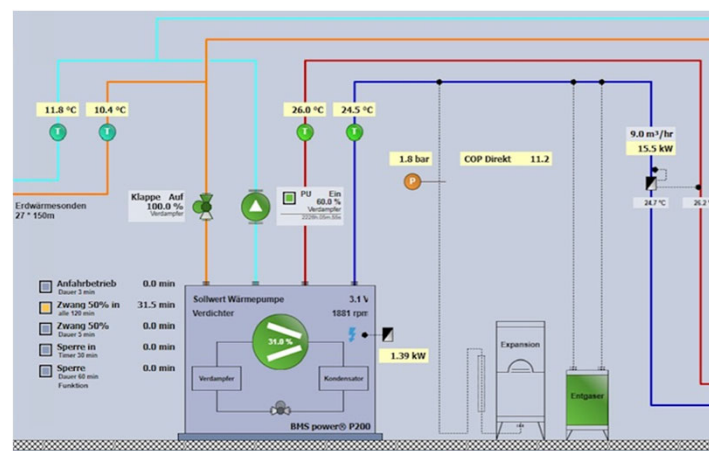 11.8 °C
10.4 °C
26.0 °C
24.5 °C
T
T
T
T
9.0 m³/hr
15.5 kW
1.8 bar
COP Direkt 11.2
P
Klappe Auf
100.0 %
Verdampfer
PU Ein
60.0 %
Verdampfer
24.7 °C
26.2 °
Erdwärmesonden
27 * 150m
Anfahrbetrieb 0.0 min
Dauer 3 min
Zwang 50% in 31.5 min
alle 120 min
Zwang 50% 0.0 min
Dauer 5 min
Sperre in 0.0 min
Timer 30 min
Sperre 0.0 min
Dauer 60 min
Funktion
Sollwert Wärmepumpe 3.1 V
Verdichter 1881 rpm
31.0 %
1.39 kW
Verdampfer
Kondensator
BMS power® P200
Expansion
Entgaser